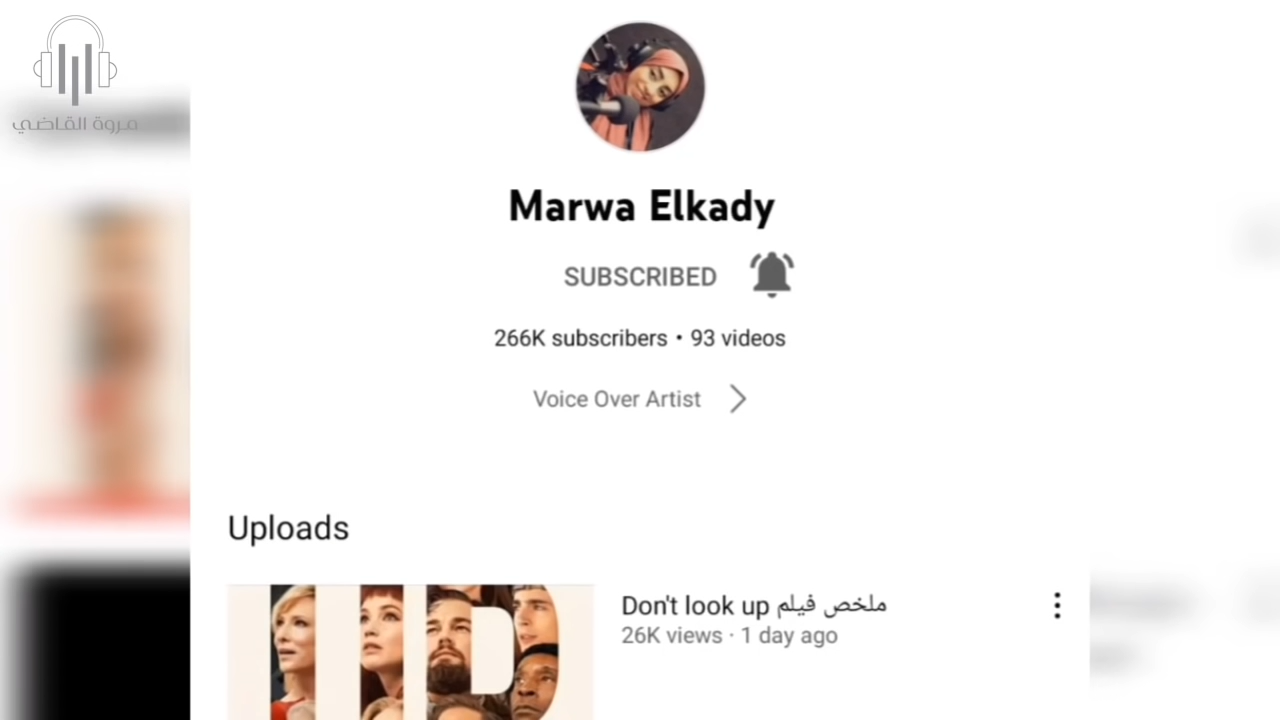 مروة القاضي
Marwa Elkady
SUBSCRIBED
266K subscribers • 93 videos
Voice Over Artist
Uploads
Don't look up ملخص فيلم
26K views · 1 day ago
UP